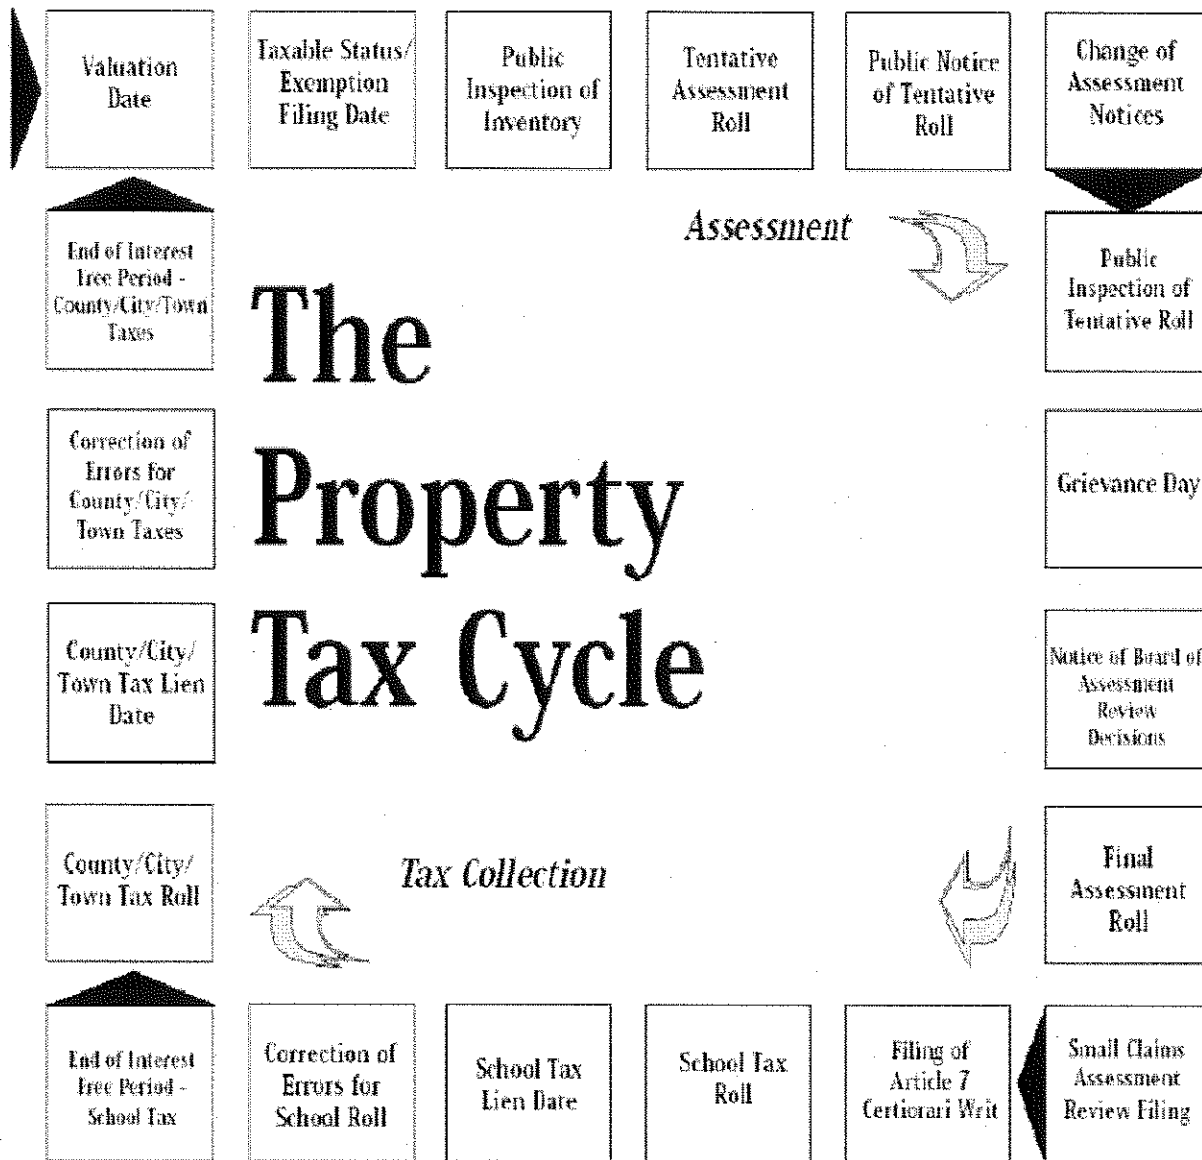 Valuation
Date
Taxable Status/
Exemption
Filing Date
Public
Inspection of
Inventory
Tentative
Assessment
Roll
Public Notice
of Tentative
Roll
Change of
Assessment
Notices
Assessment
Public
Inspection of
Tentative Roll
Grievance Day
Notice of Board of
Assessment
Review
Decisions
Final
Assessment
Roll
Small Claims
Assessment
Review Filing
Filing of
Article 7
Certiorari Writ
School Tax
Roll
School Tax
Lien Date
Correction of
Errors for
School Roll
End of Interest
Free Period -
School Tax
Tax Collection
County/City/
Town Tax Roll
County/City/
Town Tax Lien
Date
Correction of
Errors for
County/City/
Town Taxes
End of Interest
Free Period -
County/City/Town
Taxes
The
Property
Tax Cycle